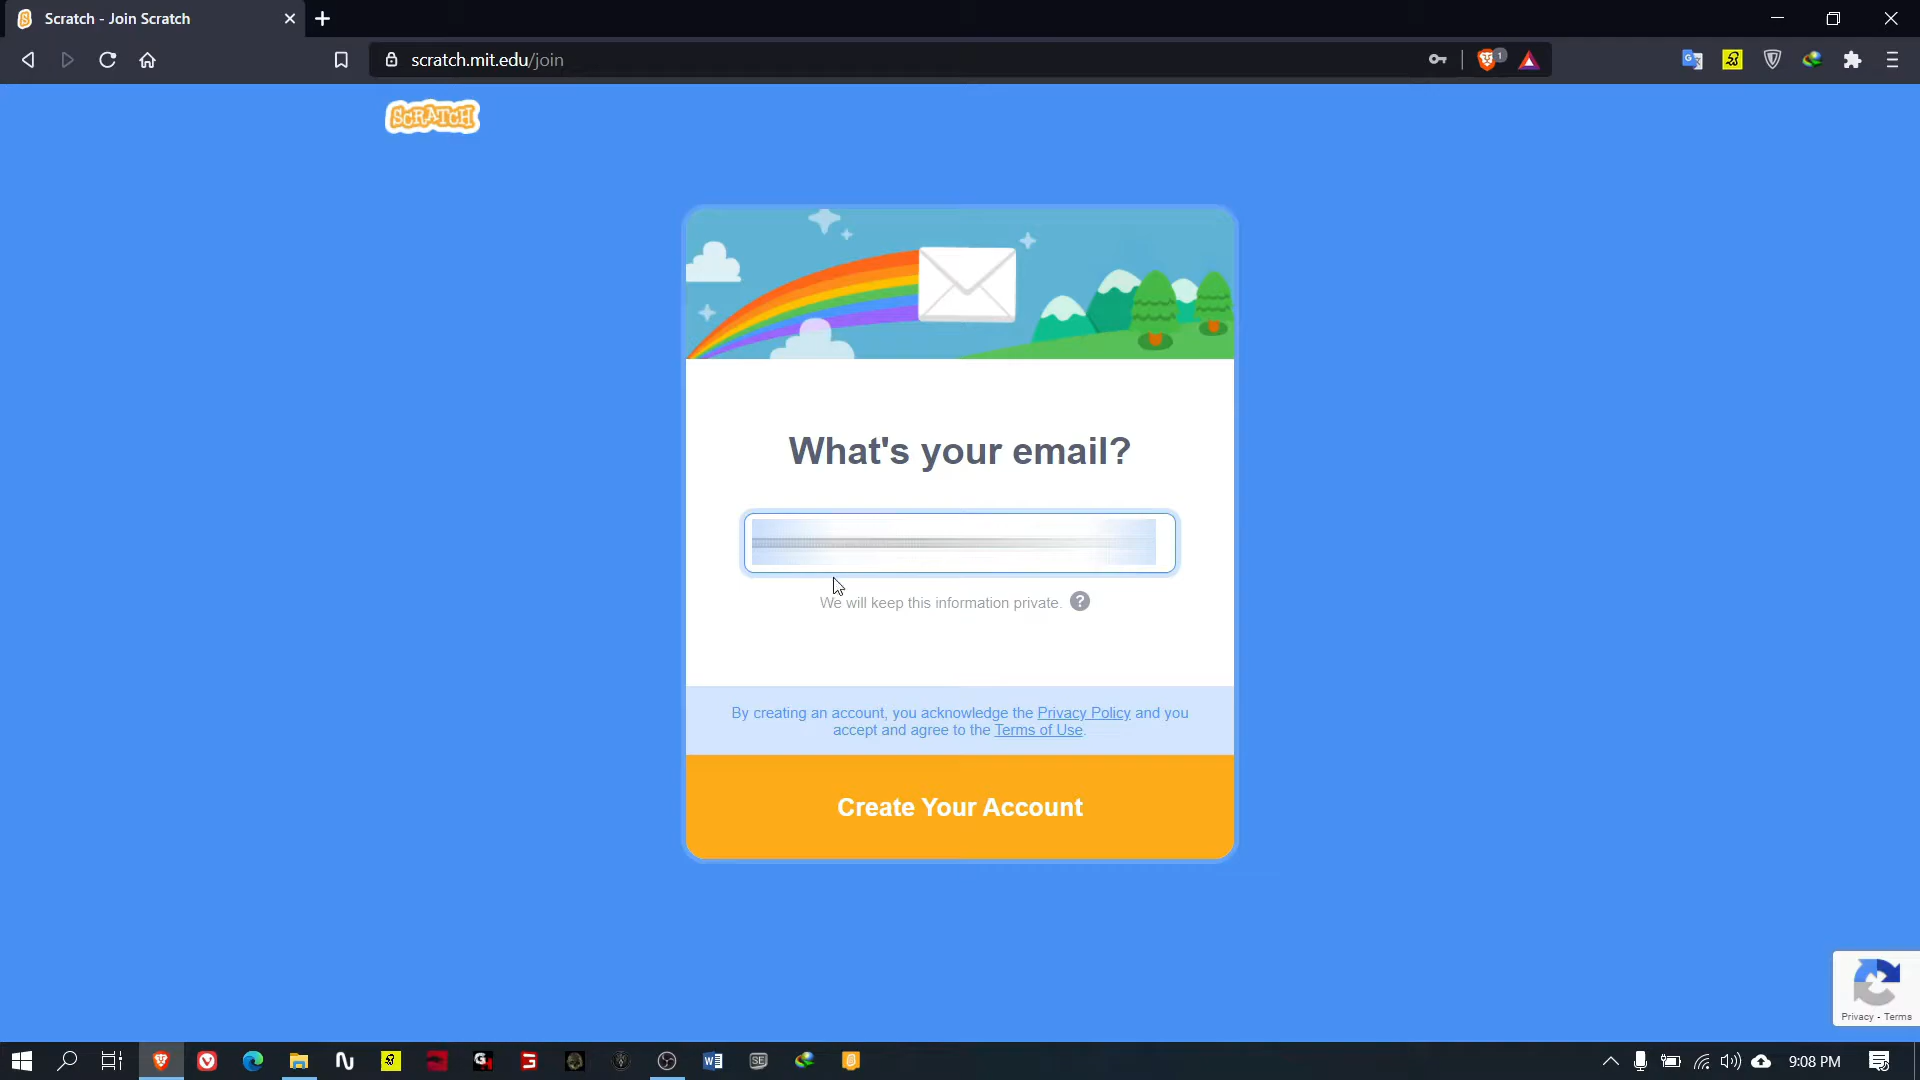 Scratch - Join Scratch
scratch.mit.edu/join
1
SCRATCH
What's your email?
We will keep this information private. ?
By creating an account, you acknowledge the Privacy Policy and you
accept and agree to the Terms of Use.
Create Your Account
Privacy - Terms
9:08 PM